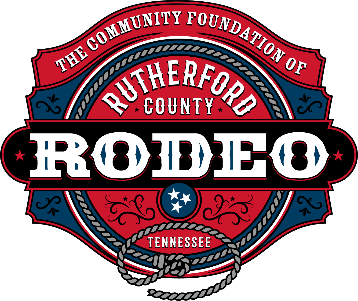 THE COMMUNITY FOUNDATION OF
RUTHERFORD
COUNTY
RODEO
TENNESSEE